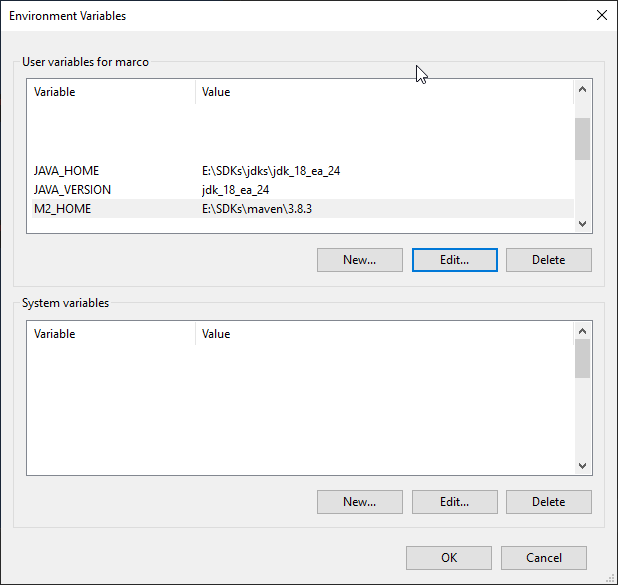 Environment Variables
User variables for marco
Variable Value
JAVA_HOME E:\SDKs\jdks\jdk_18_ea_24
JAVA_VERSION jdk_18_ea_24
M2_HOME E:\SDKs\maven\3.8.3
New... Edit... Delete
System variables
Variable Value
New... Edit... Delete
OK Cancel